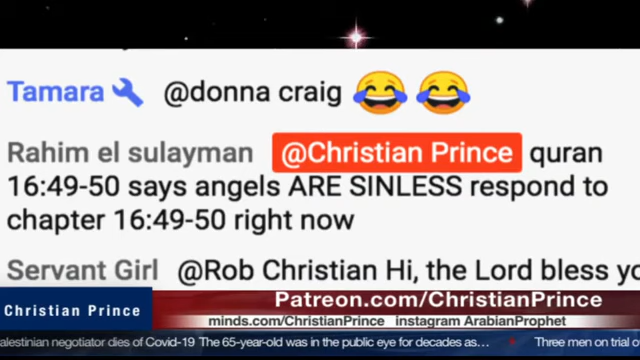 Tamara @donna craig 😂😂
Rahim el sulayman @Christian Prince quran
16:49-50 says angels ARE SINLESS respond to
chapter 16:49-50 right now
Servant Girl @Rob Christian Hi, the Lord bless yo
Christian Prince
Patreon.com/ChristianPrince
minds.com/ChristianPrince instagram ArabianProphet
alestinian negotiator dies of Covid-19 The 65-year-old was in the public eye for decades as... Three men on trial o